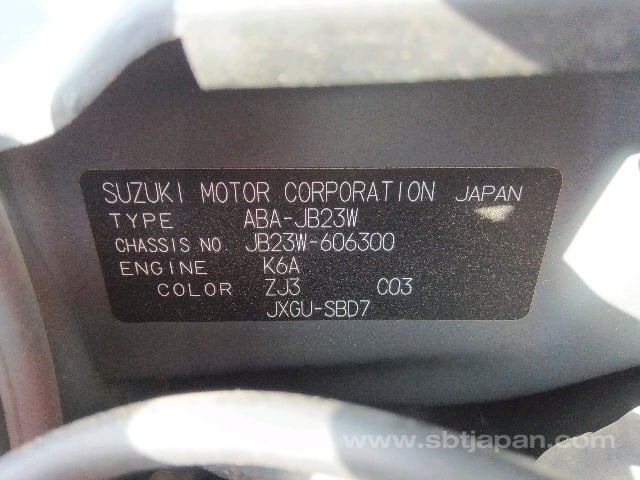 SUZUKI MOTOR CORPORATION JAPAN
TYPE ABA-JB23W
CHASSIS NO. JB23W-606300
ENGINE K6A
COLOR ZJ3 C03
JXGU-SBD7
www.sbtjapan.com